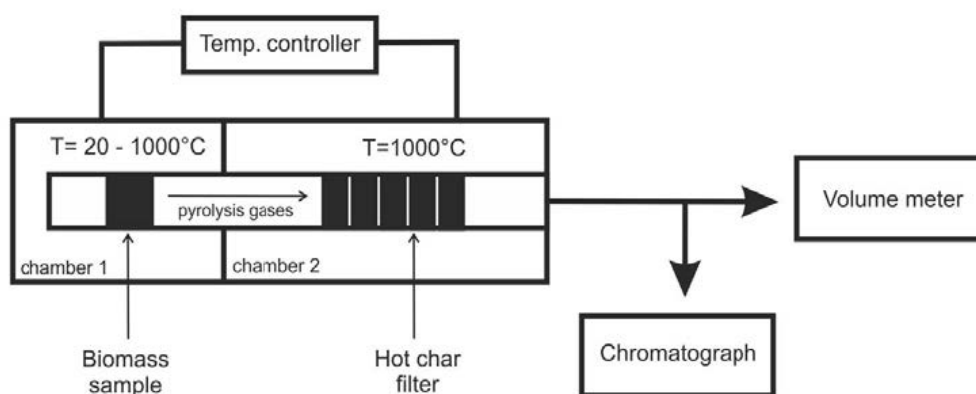 Temp. controller
T= 20 - 1000°C
T=1000°C
pyrolysis gases
Volume meter
chamber 1
chamber 2
Biomass
sample
Hot char
filter
Chromatograph